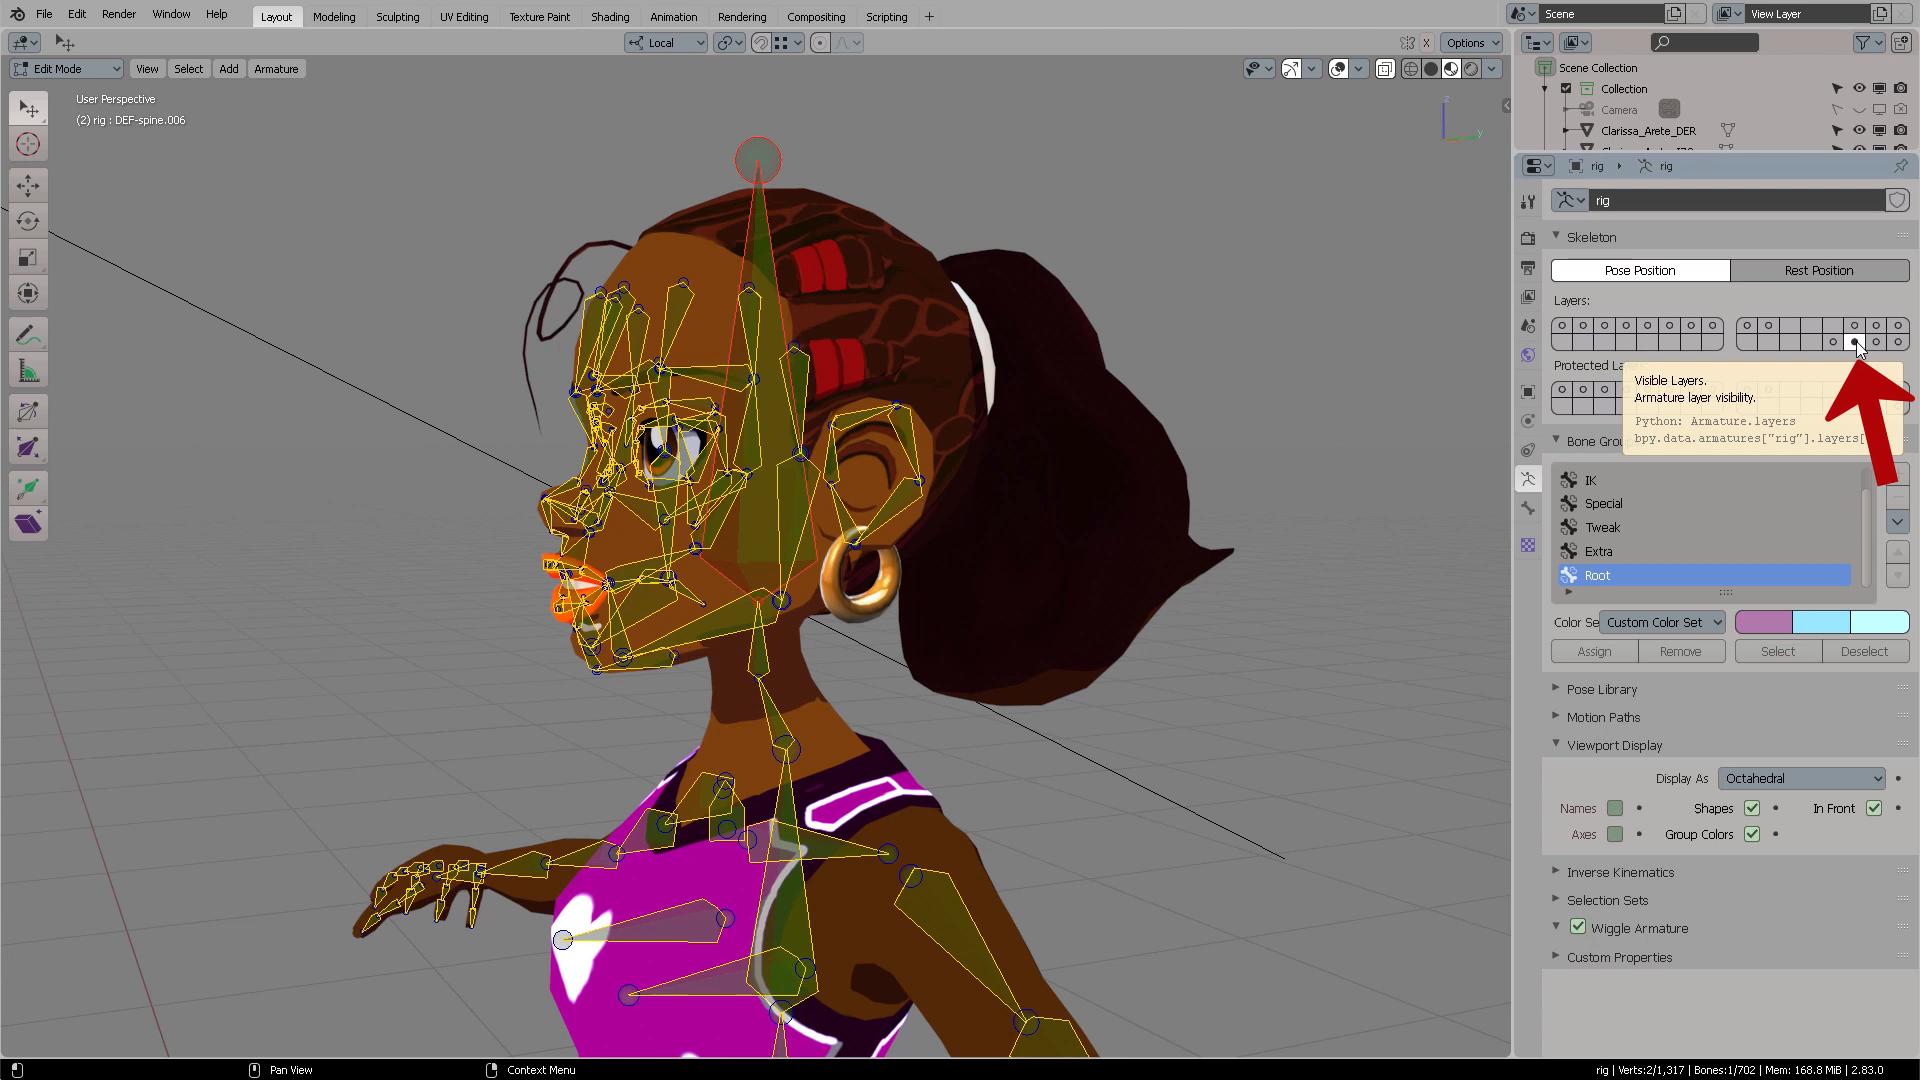 File Edit Render Window Help Layout Modeling Sculpting UV Editing Texture Paint Shading Animation Rendering Compositing Scripting + Scene View Layer
Local X Options
Edit Mode View Select Add Armature
User Perspective
(2) rig : DEF-spine.006
z
y
Scene Collection
Collection
Camera
Clarissa_Arete_DER
rig rig
rig
Skeleton
Pose Position Rest Position
Layers:
Protected La
Visible Layers.
Armature layer visibility.
Python: Armature.layers
bpy.data.armatures["rig"].layers[
Bone Grou
IK
Special
Tweak
Extra
Root
Color Se Custom Color Set
Assign Remove Select Deselect
Pose Library
Motion Paths
Viewport Display
Display As Octahedral
Names Shapes In Front
Axes Group Colors
Inverse Kinematics
Selection Sets
Wiggle Armature
Custom Properties
Pan View Context Menu rig | Verts:2/1,317 | Bones:1/702 | Mem: 168.8 MiB | 2.83.0